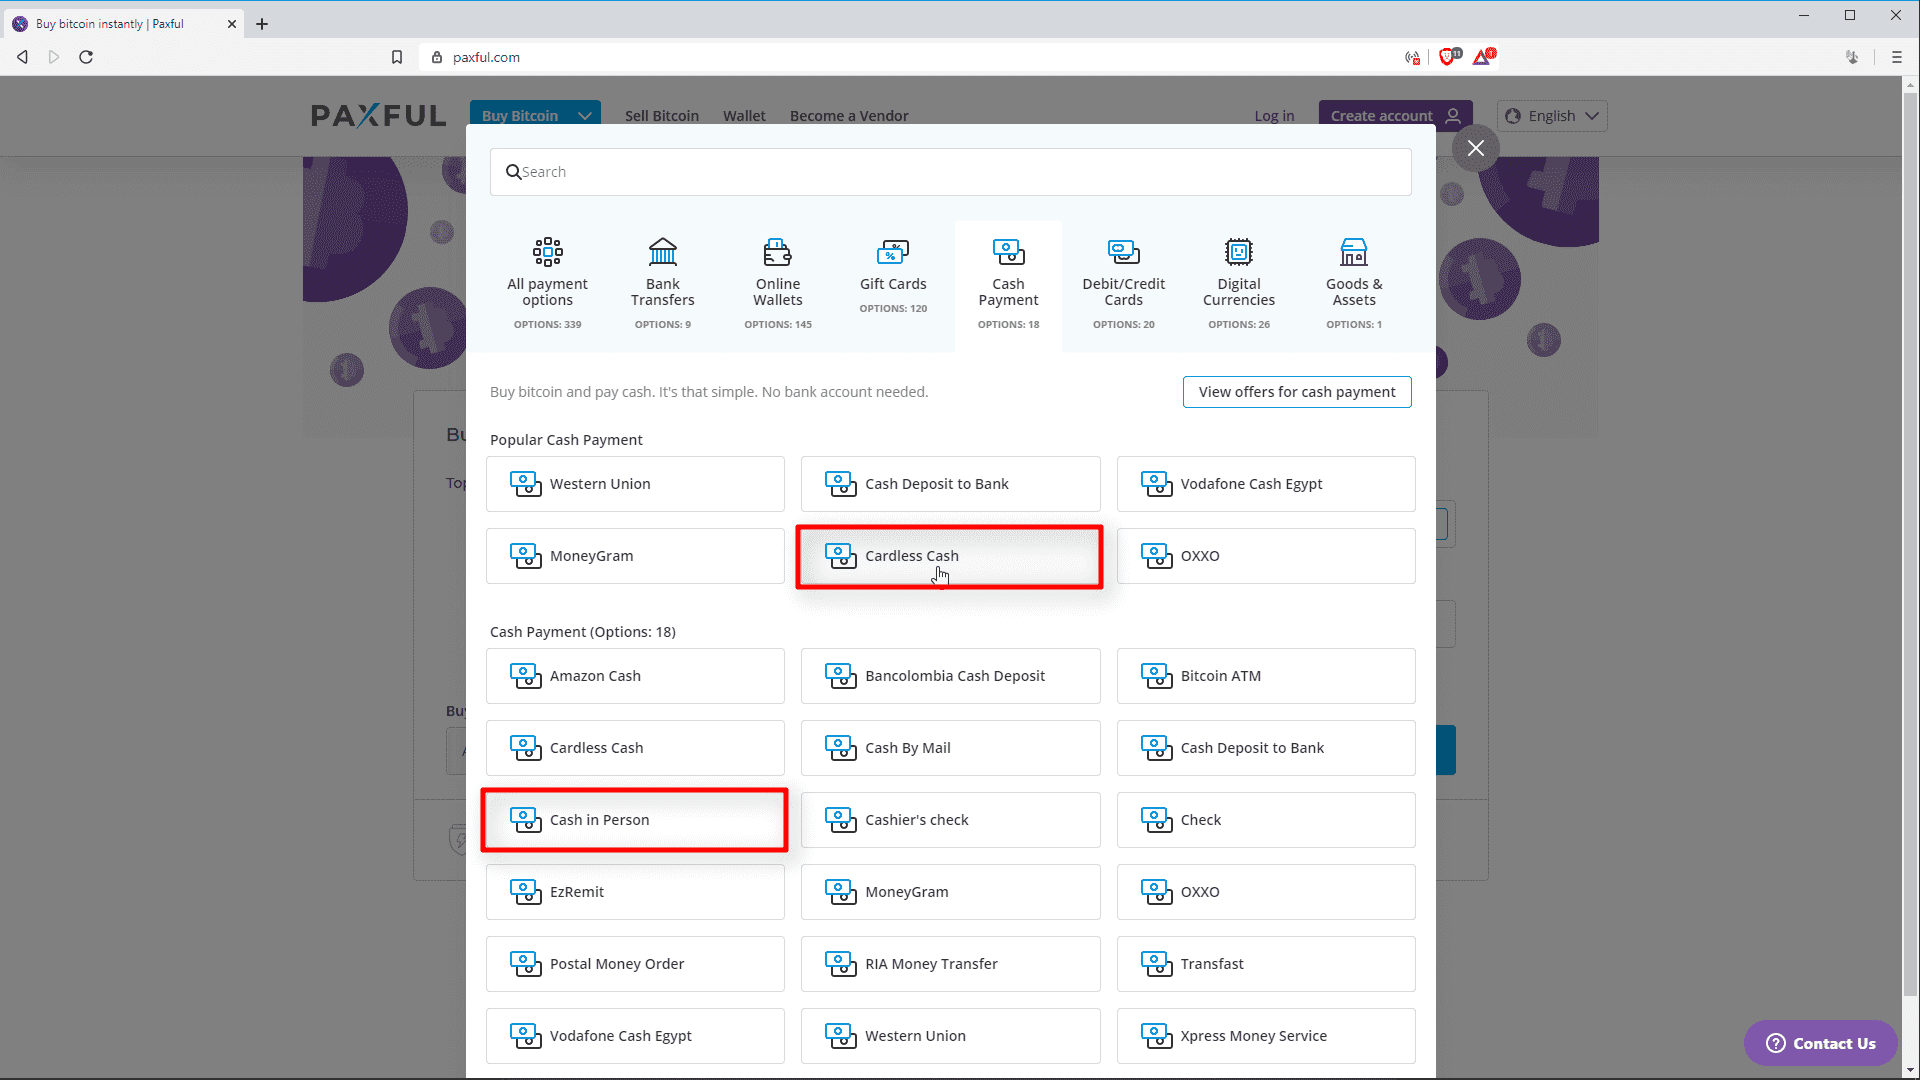 Buy bitcoin instantly | Paxful
paxful.com
11
1
PAXFUL
Buy Bitcoin
Sell Bitcoin
Wallet
Become a Vendor
Log in
Create account
English
Search
All payment
options
OPTIONS: 339
Bank
Transfers
OPTIONS: 9
Online
Wallets
OPTIONS: 145
Gift Cards
OPTIONS: 120
Cash
Payment
OPTIONS: 18
Debit/Credit
Cards
OPTIONS: 20
Digital
Currencies
OPTIONS: 26
Goods &
Assets
OPTIONS: 1
Buy bitcoin and pay cash. It's that simple. No bank account needed.
View offers for cash payment
Popular Cash Payment
Western Union
Cash Deposit to Bank
Vodafone Cash Egypt
MoneyGram
Cardless Cash
OXXO
Cash Payment (Options: 18)
Amazon Cash
Bancolombia Cash Deposit
Bitcoin ATM
Cardless Cash
Cash By Mail
Cash Deposit to Bank
Cash in Person
Cashier's check
Check
EzRemit
MoneyGram
OXXO
Postal Money Order
RIA Money Transfer
Transfast
Vodafone Cash Egypt
Western Union
Xpress Money Service
Contact Us